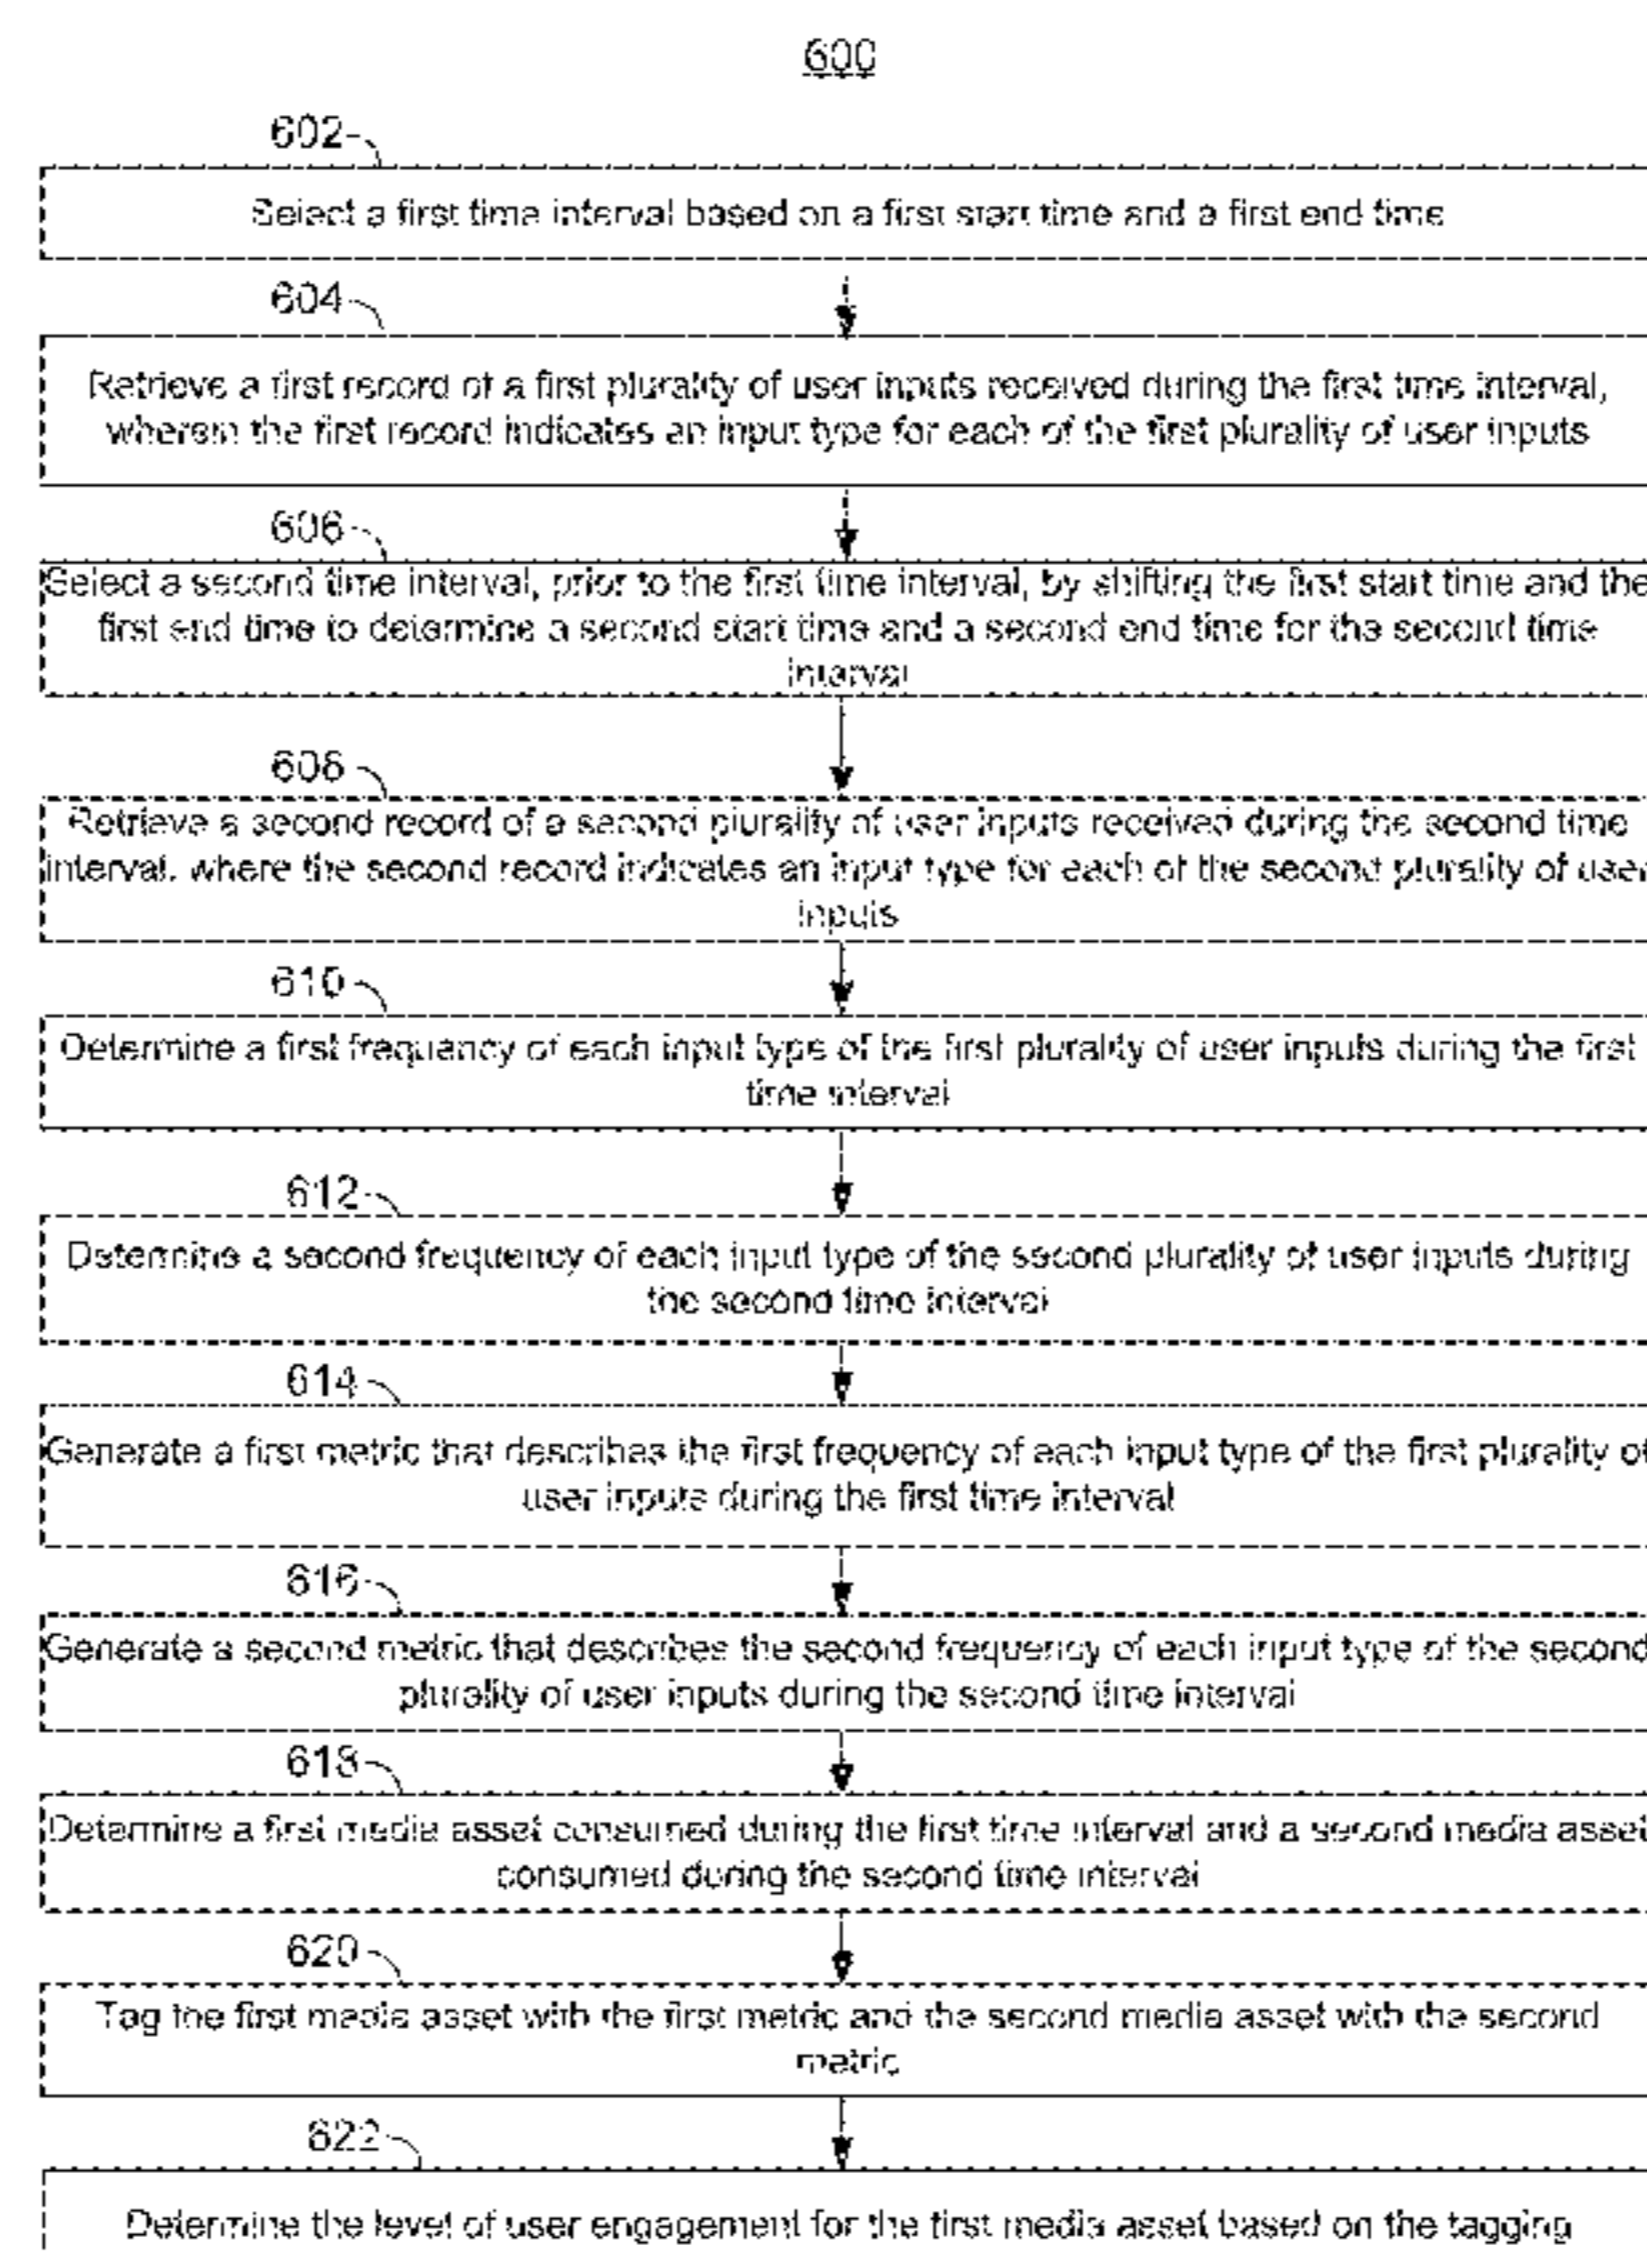 600
602
Select a first time interval based on a first start time and a first end time
604
Retrieve a first record of a first plurality of user inputs received during the first time interval,
wherein the first record indicates an input type for each of the first plurality of user inputs
606
Select a second time interval, prior to the first time interval, by shifting the first start time and the
first end time to determine a second start time and a second end time for the second time
interval
608
Retrieve a second record of a second plurality of user inputs received during the second time
interval, where the second record indicates an input type for each of the second plurality of user
inputs
610
Determine a first frequency of each input type of the first plurality of user inputs during the first
time interval
612
Determine a second frequency of each input type of the second plurality of user inputs during
the second time interval
614
Generate a first metric that describes the first frequency of each input type of the first plurality of
user inputs during the first time interval
616
Generate a second metric that describes the second frequency of each input type of the second
plurality of user inputs during the second time interval
618
Determine a first media asset consumed during the first time interval and a second media asset
consumed during the second time interval
620
Tag the first media asset with the first metric and the second media asset with the second
metric
622
Determine the level of user engagement for the first media asset based on the tagging